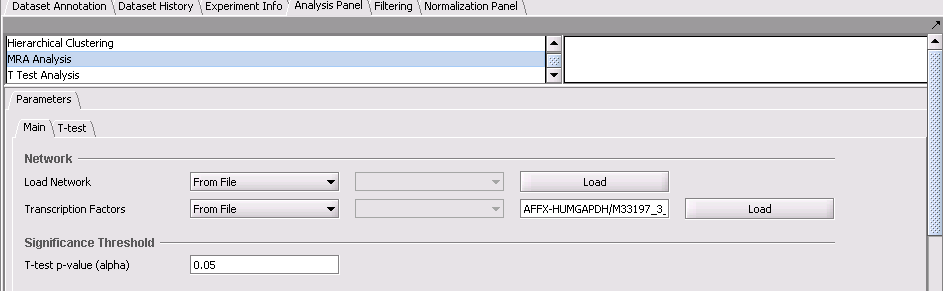 Dataset Annotation Dataset History Experiment Info Analysis Panel Filtering Normalization Panel
Hierarchical Clustering
MRA Analysis
T Test Analysis
Parameters
Main T-test
Network
Load Network From File Load
Transcription Factors From File AFFX-HUMGAPDH/M33197_3_ Load
Significance Threshold
T-test p-value (alpha) 0.05